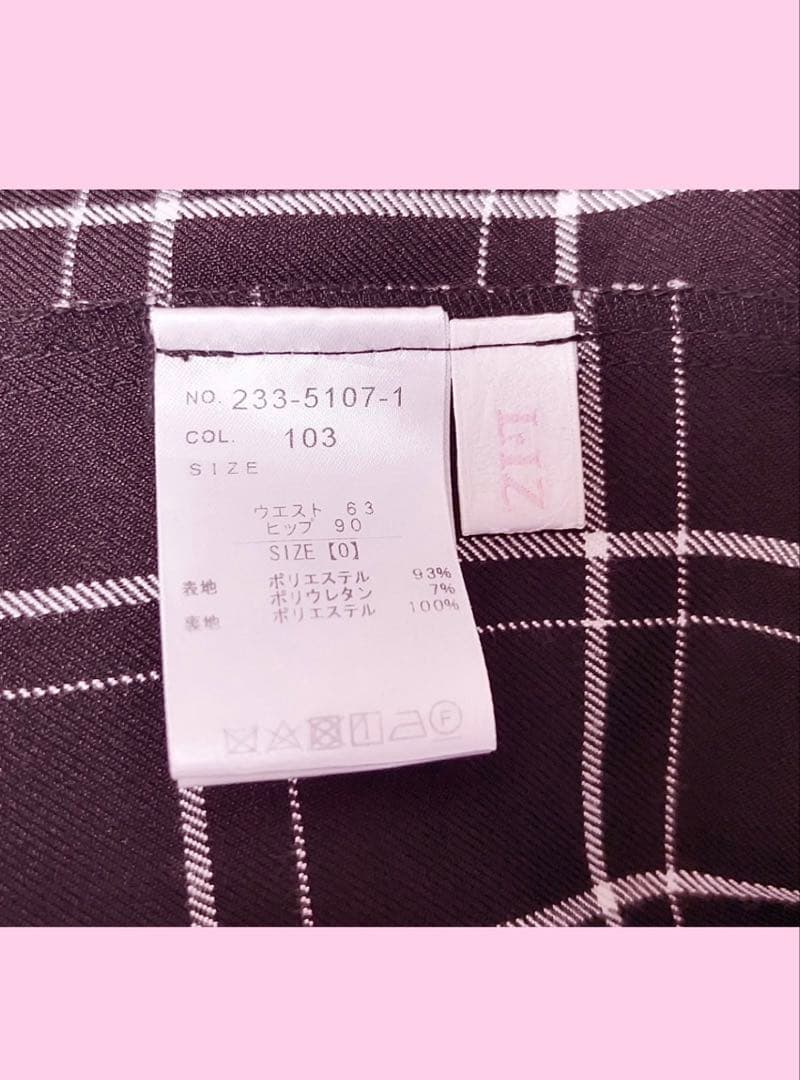 NO. 233-5107-1
COL. 103
SIZE
ウエスト 63
ヒップ 90
SIZE【0】
表地 ポリエステル 93%
ポリウレタン 7%
裏地 ポリエステル 100%
F